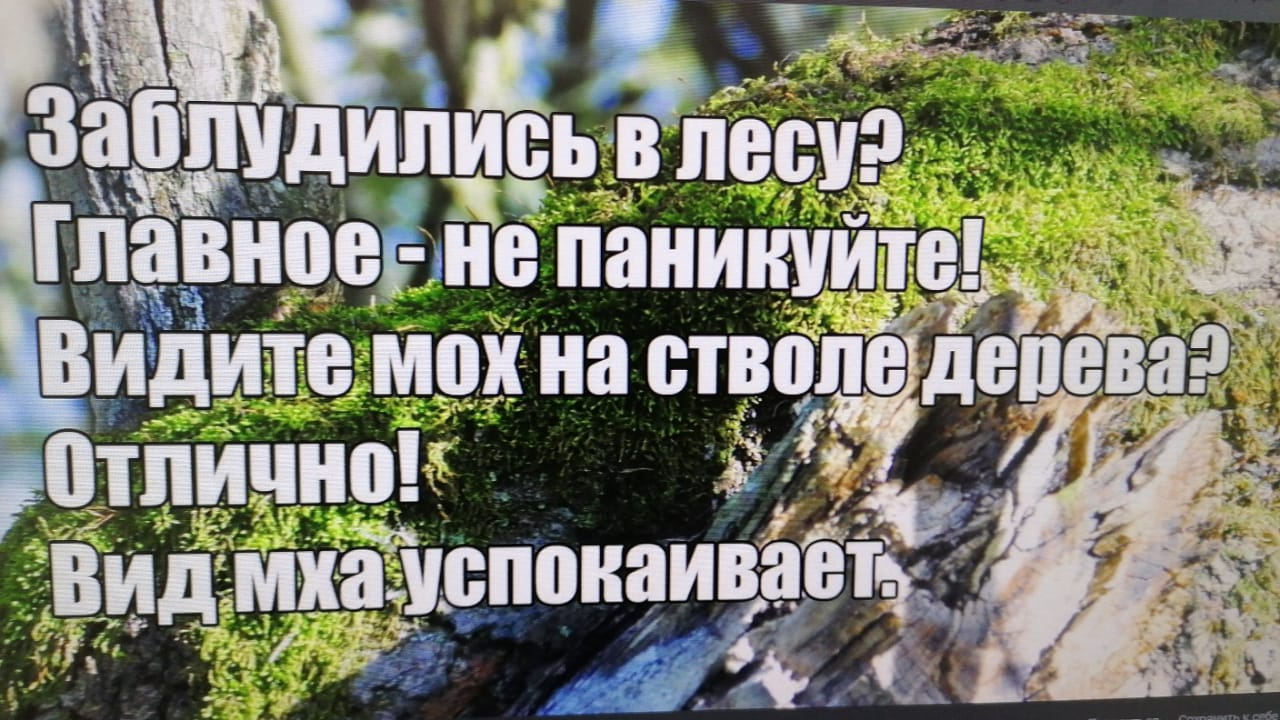 Заблудились в лесу?
Главное - не паникуйте!
Видите мох на стволе дерева?
Отлично!
Вид мха успокаивает.